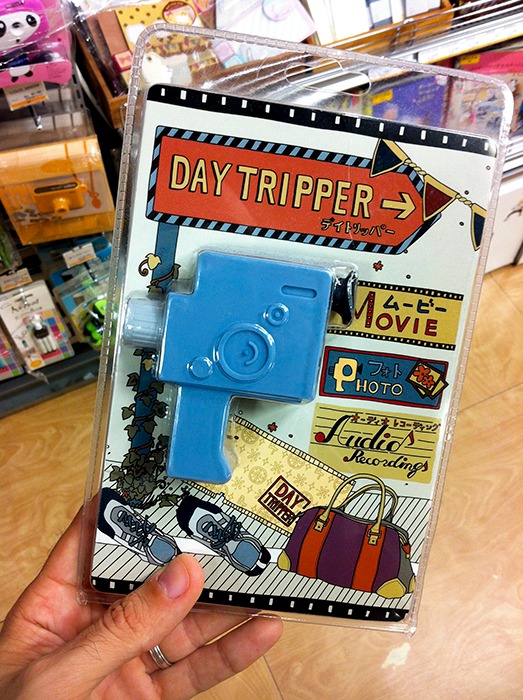 DAY TRIPPER
デイトリッパー
ムービー
MOVIE
フォト
PHOTO
オーディオ レコーディング
Audio
Recordings
DAY
TRIPPER